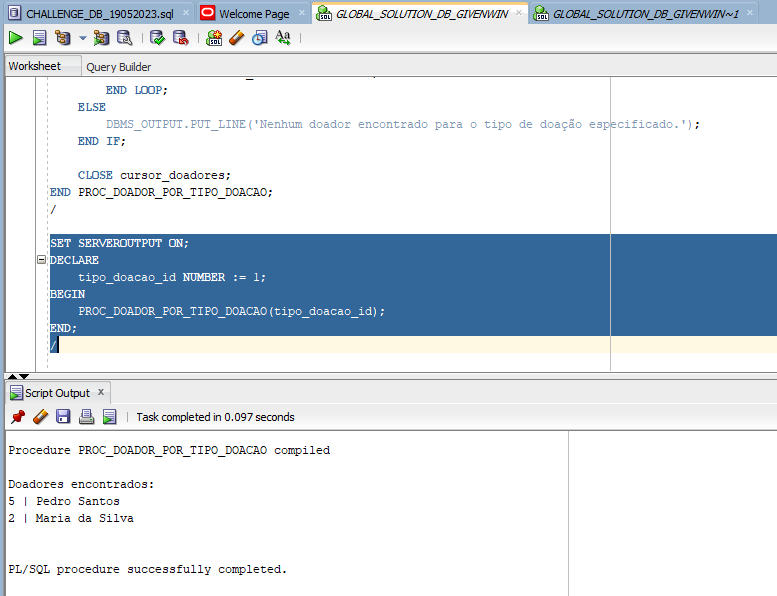 CHALLENGE_DB_19052023.sql
Welcome Page
GLOBAL_SOLUTION_DB_GIVENWIN
GLOBAL_SOLUTION_DB_GIVENWIN~1
Worksheet
Query Builder
END LOOP;
ELSE
DBMS_OUTPUT.PUT_LINE('Nenhum doador encontrado para o tipo de doação especificado.');
END IF;
CLOSE cursor_doadores;
END PROC_DOADOR_POR_TIPO_DOACAO;
/
SET SERVEROUTPUT ON;
DECLARE
tipo_doacao_id NUMBER := 1;
BEGIN
PROC_DOADOR_POR_TIPO_DOACAO(tipo_doacao_id);
END;
/
Script Output
Task completed in 0.097 seconds
Procedure PROC_DOADOR_POR_TIPO_DOACAO compiled
Doadores encontrados:
5 | Pedro Santos
2 | Maria da Silva
PL/SQL procedure successfully completed.